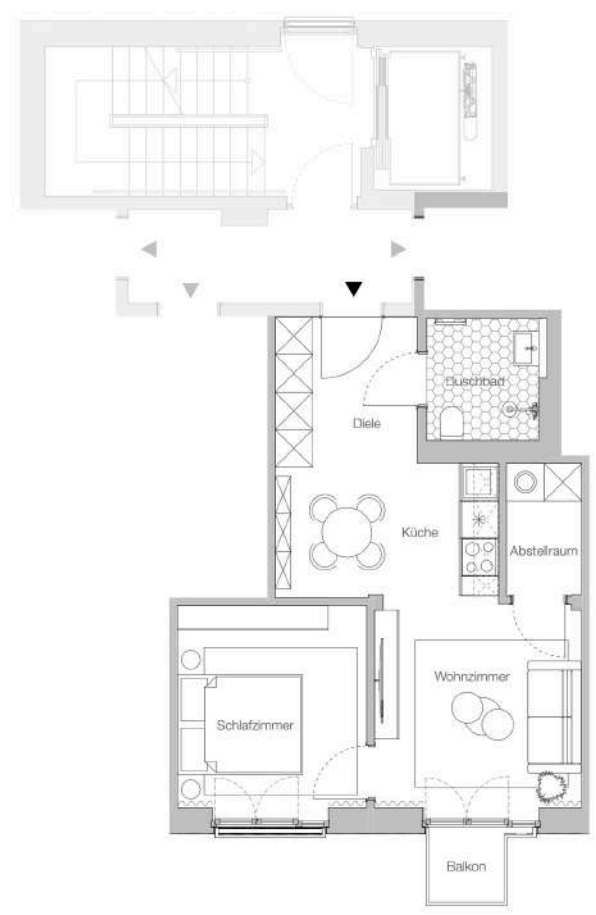 Duschbad
Diele
Küche
Abstellraum
Wohnzimmer
Schlafzimmer
Balkon